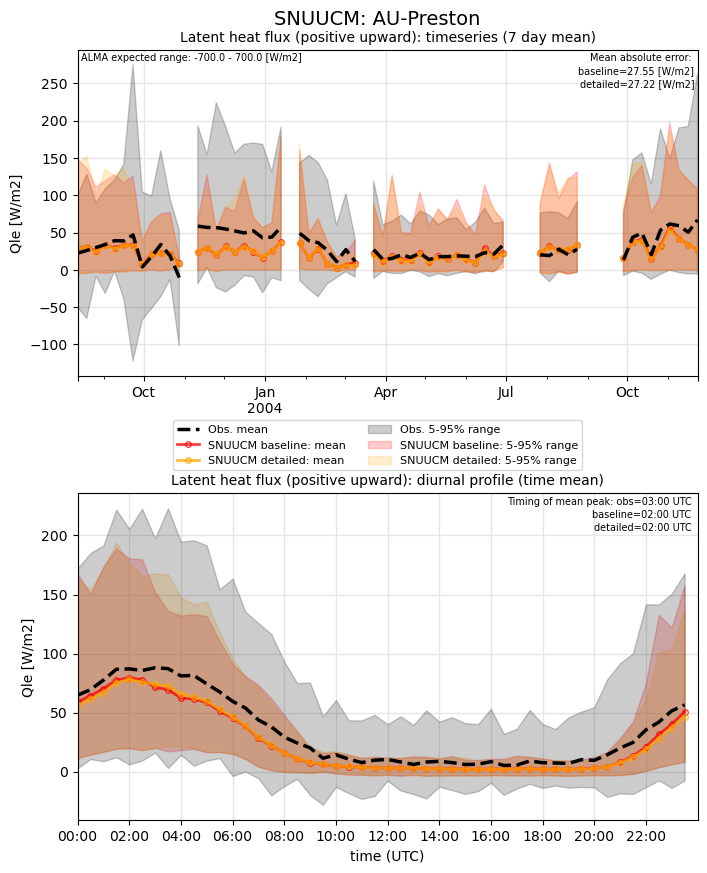 SNUUCM: AU-Preston
Latent heat flux (positive upward): timeseries (7 day mean)
ALMA expected range: -700.0 - 700.0 [W/m2]
Mean absolute error:
baseline=27.55 [W/m2]
detailed=27.22 [W/m2]
Qle [W/m2]
250
200
150
100
50
0
−50
−100
Oct
Jan
2004
Apr
Jul
Oct
Obs. mean
SNUUCM baseline: mean
SNUUCM detailed: mean
Obs. 5-95% range
SNUUCM baseline: 5-95% range
SNUUCM detailed: 5-95% range
Latent heat flux (positive upward): diurnal profile (time mean)
Timing of mean peak: obs=03:00 UTC
baseline=02:00 UTC
detailed=02:00 UTC
Qle [W/m2]
200
150
100
50
0
00:00 02:00 04:00 06:00 08:00 10:00 12:00 14:00 16:00 18:00 20:00 22:00
time (UTC)